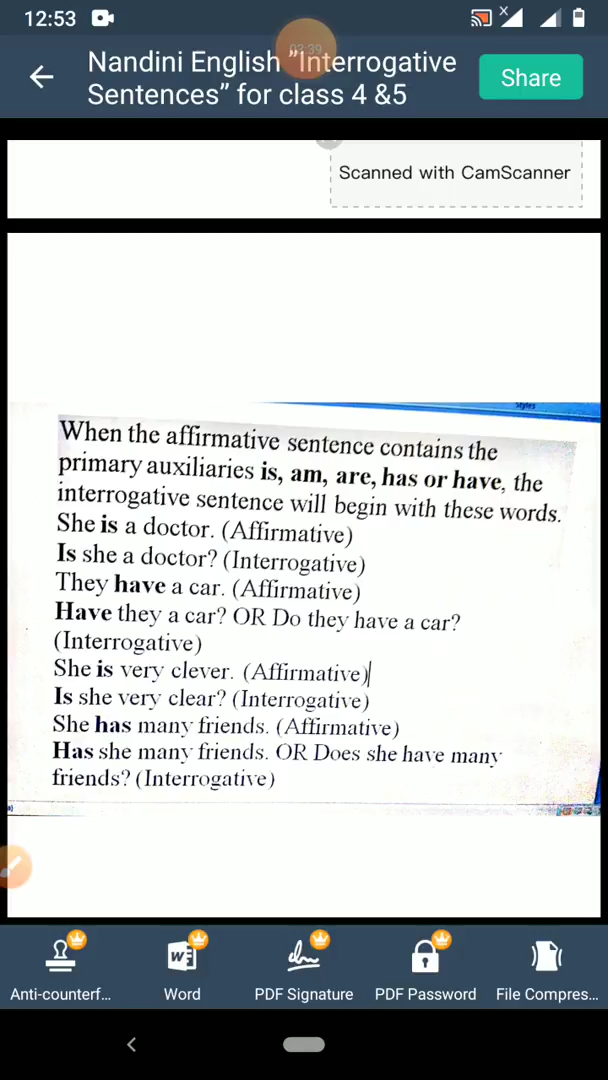 12:53
03:39
Nandini English "Interrogative
Sentences" for class 4 &5
Share
Scanned with CamScanner
Styles
When the affirmative sentence contains the
primary auxiliaries is, am, are, has or have, the
interrogative sentence will begin with these words.
She is a doctor. (Affirmative)
Is she a doctor? (Interrogative)
They have a car. (Affirmative)
Have they a car? OR Do they have a car?
(Interrogative)
She is very clever. (Affirmative)
Is she very clear? (Interrogative)
She has many friends. (Affirmative)
Has she many friends. OR Does she have many
friends? (Interrogative)
Anti-counterf...
Word
PDF Signature
PDF Password
File Compres...